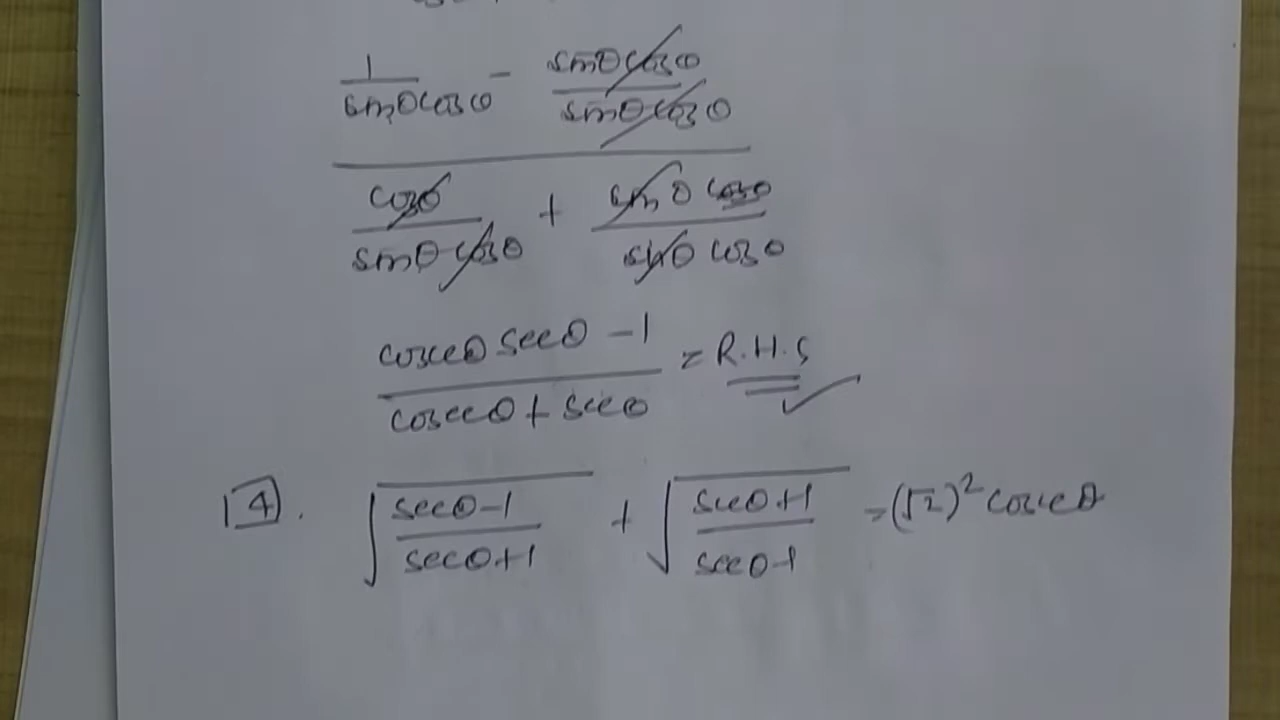 1/(sinθcosθ) - (sinθcosθ)/(sinθcosθ)
cosθ/(sinθcosθ) + (sinθcosθ)/(sinθcosθ)
(cosecθ secθ - 1)/(cosecθ + secθ) = R.H.S
4. √((secθ-1)/(secθ+1)) + √((secθ+1)/(secθ-1)) = (√2)² cosecθ